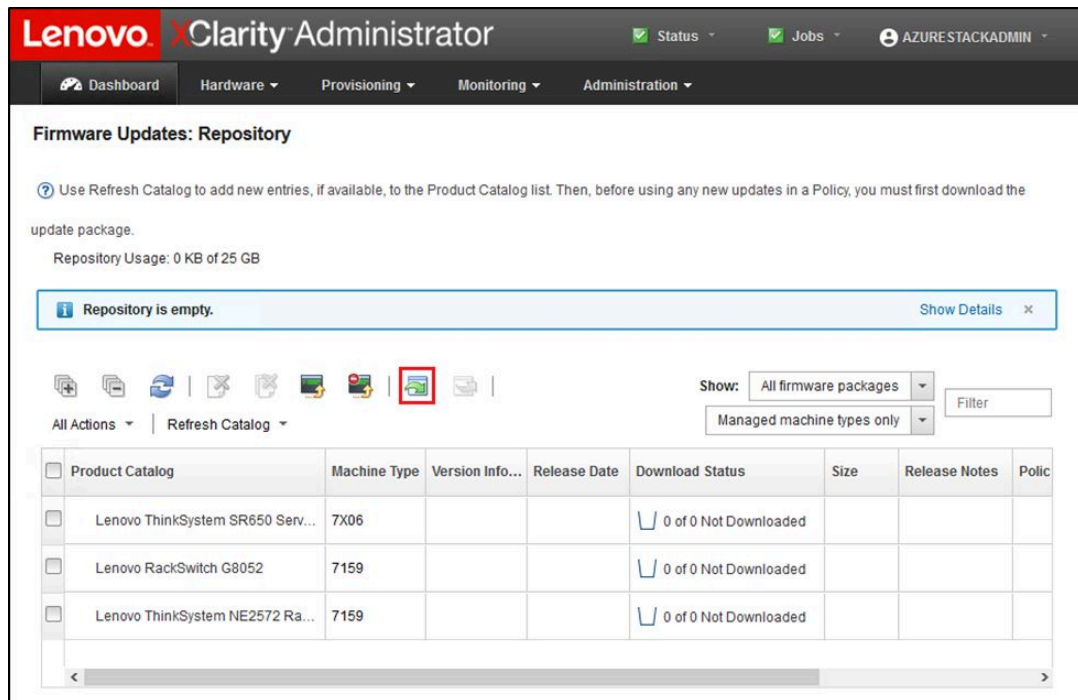 Lenovo XClarity Administrator Status Jobs AZURESTACKADMIN
Dashboard Hardware Provisioning Monitoring Administration
Firmware Updates: Repository
Use Refresh Catalog to add new entries, if available, to the Product Catalog list. Then, before using any new updates in a Policy, you must first download the
update package.
Repository Usage: 0 KB of 25 GB
Repository is empty. Show Details ×
Show: All firmware packages
Filter
All Actions | Refresh Catalog Managed machine types only
Product Catalog Machine Type Version Info... Release Date Download Status Size Release Notes Polic
Lenovo ThinkSystem SR650 Serv... 7X06 0 of 0 Not Downloaded
Lenovo RackSwitch G8052 7159 0 of 0 Not Downloaded
Lenovo ThinkSystem NE2572 Ra... 7159 0 of 0 Not Downloaded